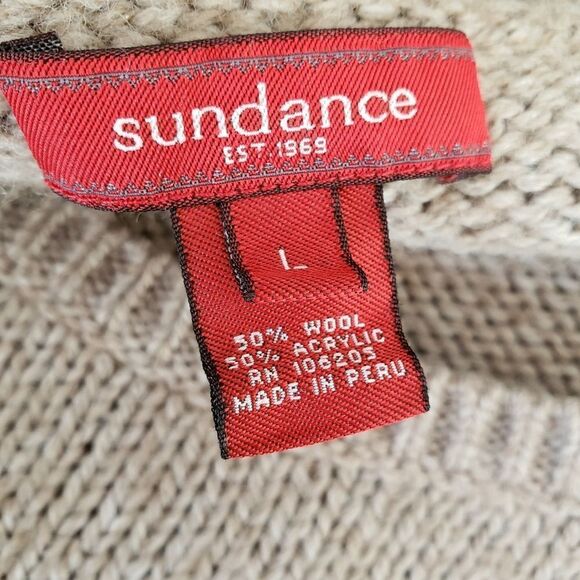 sundance
EST 1969
L
50% WOOL
50% ACRYLIC
RN 108203
MADE IN PERU